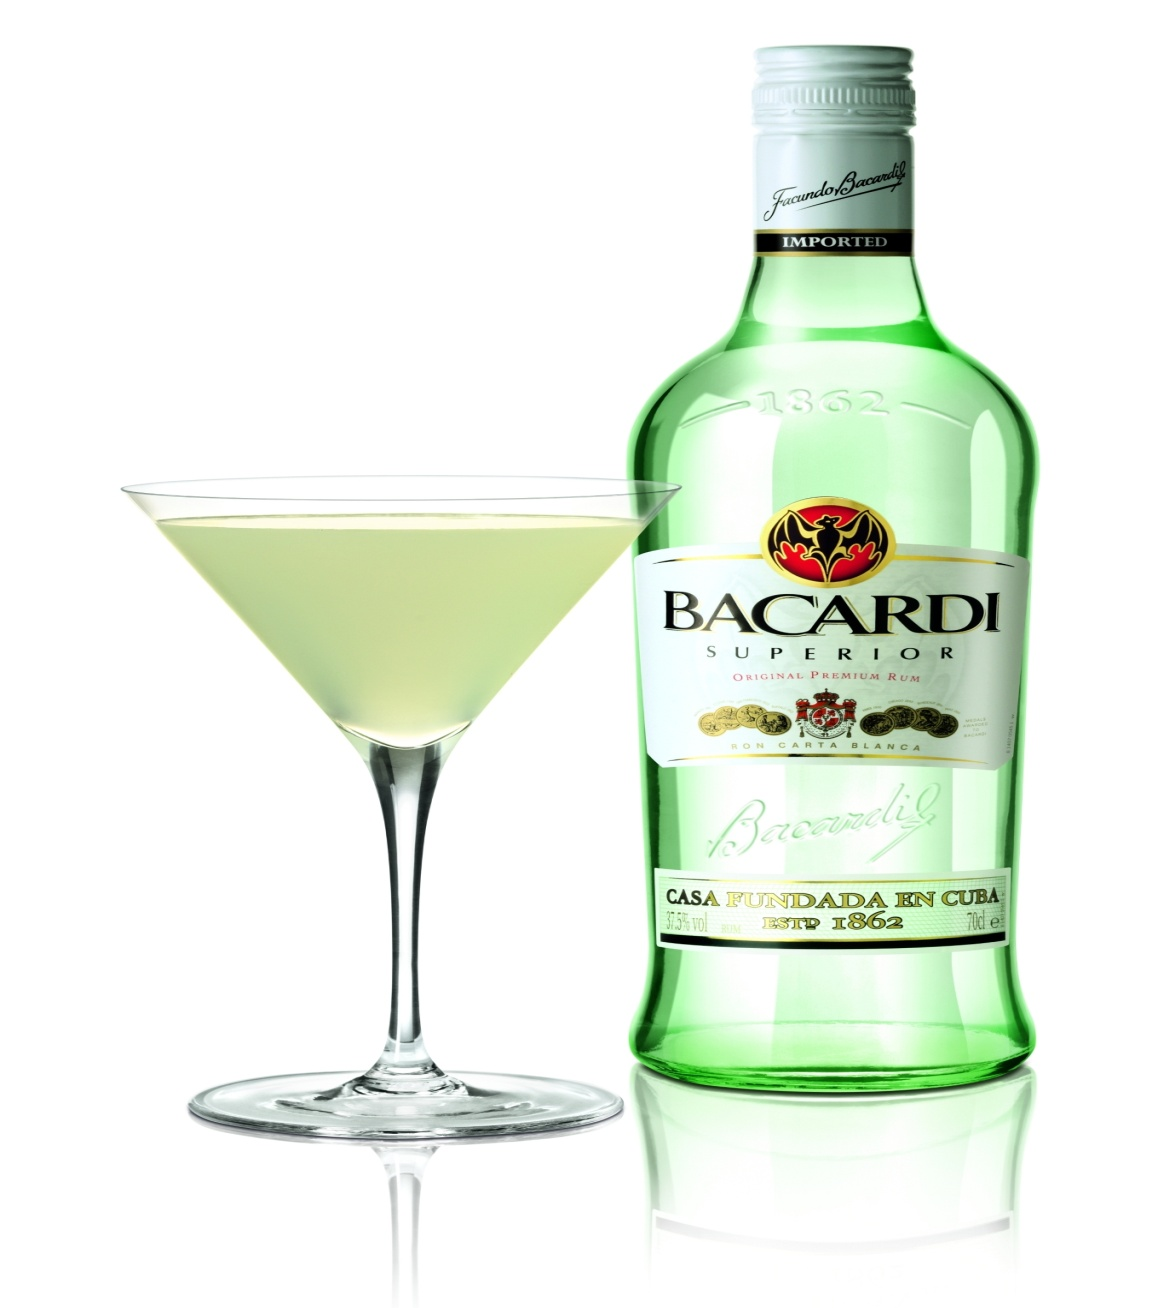 Facundo Bacardi
IMPORTED
1862
BACARDI
SUPERIOR
ORIGINAL PREMIUM RUM
RON CARTA BLANCA
Bacardi
CASA FUNDADA EN CUBA
37.5% vol RUM ESTD 1862 70cl e